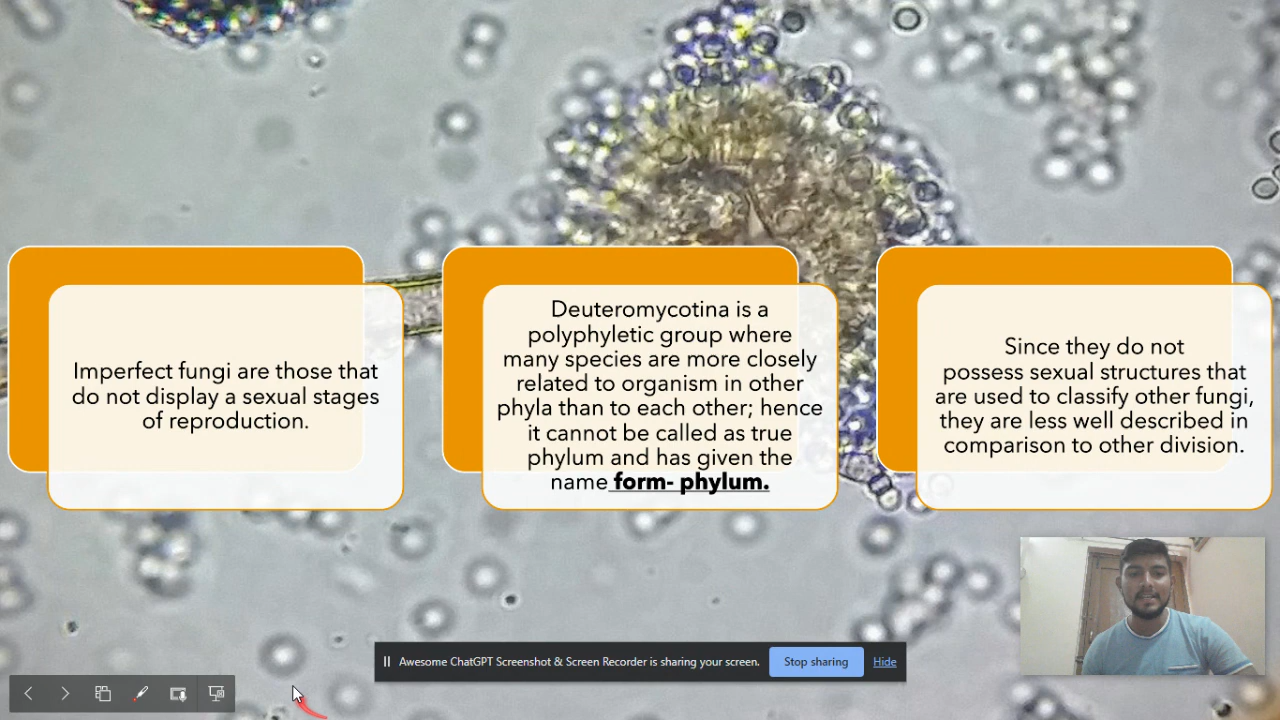 Imperfect fungi are those that
do not display a sexual stages
of reproduction.
Deuteromycotina is a
polyphyletic group where
many species are more closely
related to organism in other
phyla than to each other; hence
it cannot be called as true
phylum and has given the
name form- phylum.
Since they do not
possess sexual structures that
are used to classify other fungi,
they are less well described in
comparison to other division.
Awesome ChatGPT Screenshot & Screen Recorder is sharing your screen. Stop sharing Hide